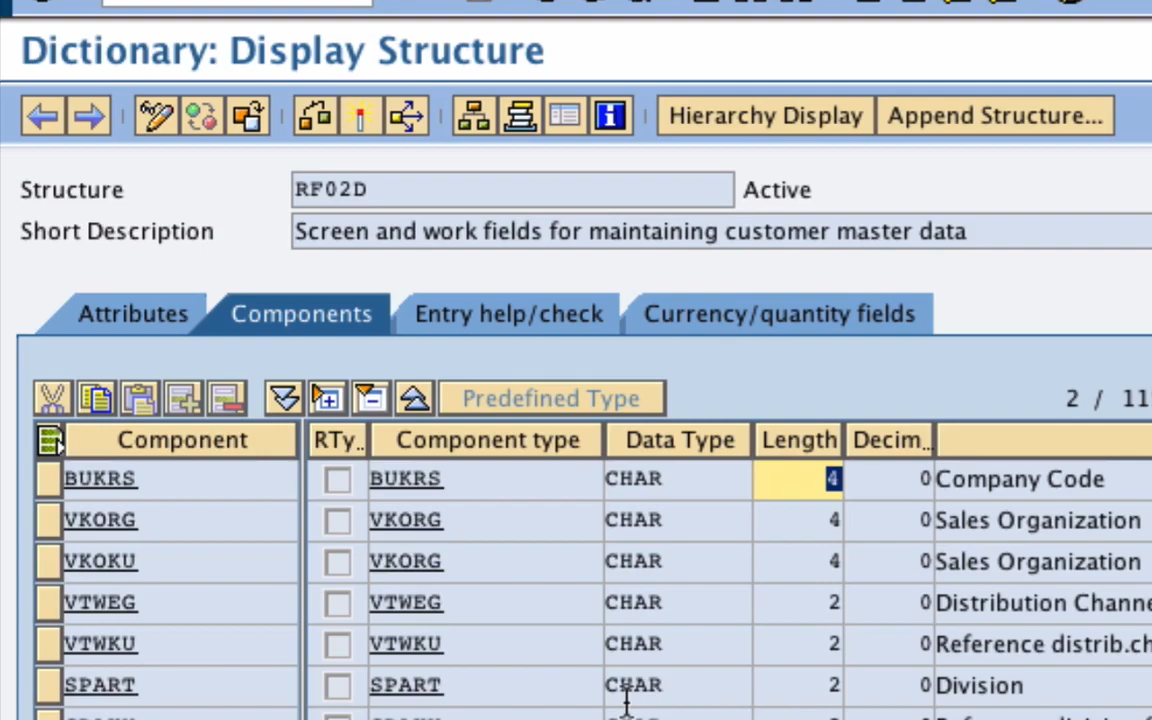 Dictionary: Display Structure
Hierarchy Display Append Structure...
Structure RF02D Active
Short Description Screen and work fields for maintaining customer master data
Attributes Components Entry help/check Currency/quantity fields
Predefined Type 2 / 11
Component RTy.. Component type Data Type Length Decim...
BUKRS BUKRS CHAR 4 0 Company Code
VKORG VKORG CHAR 4 0 Sales Organization
VKOKU VKORG CHAR 4 0 Sales Organization
VTWEG VTWEG CHAR 2 0 Distribution Channe
VTWKU VTWKU CHAR 2 0 Reference distrib.ch
SPART SPART CHAR 2 0 Division